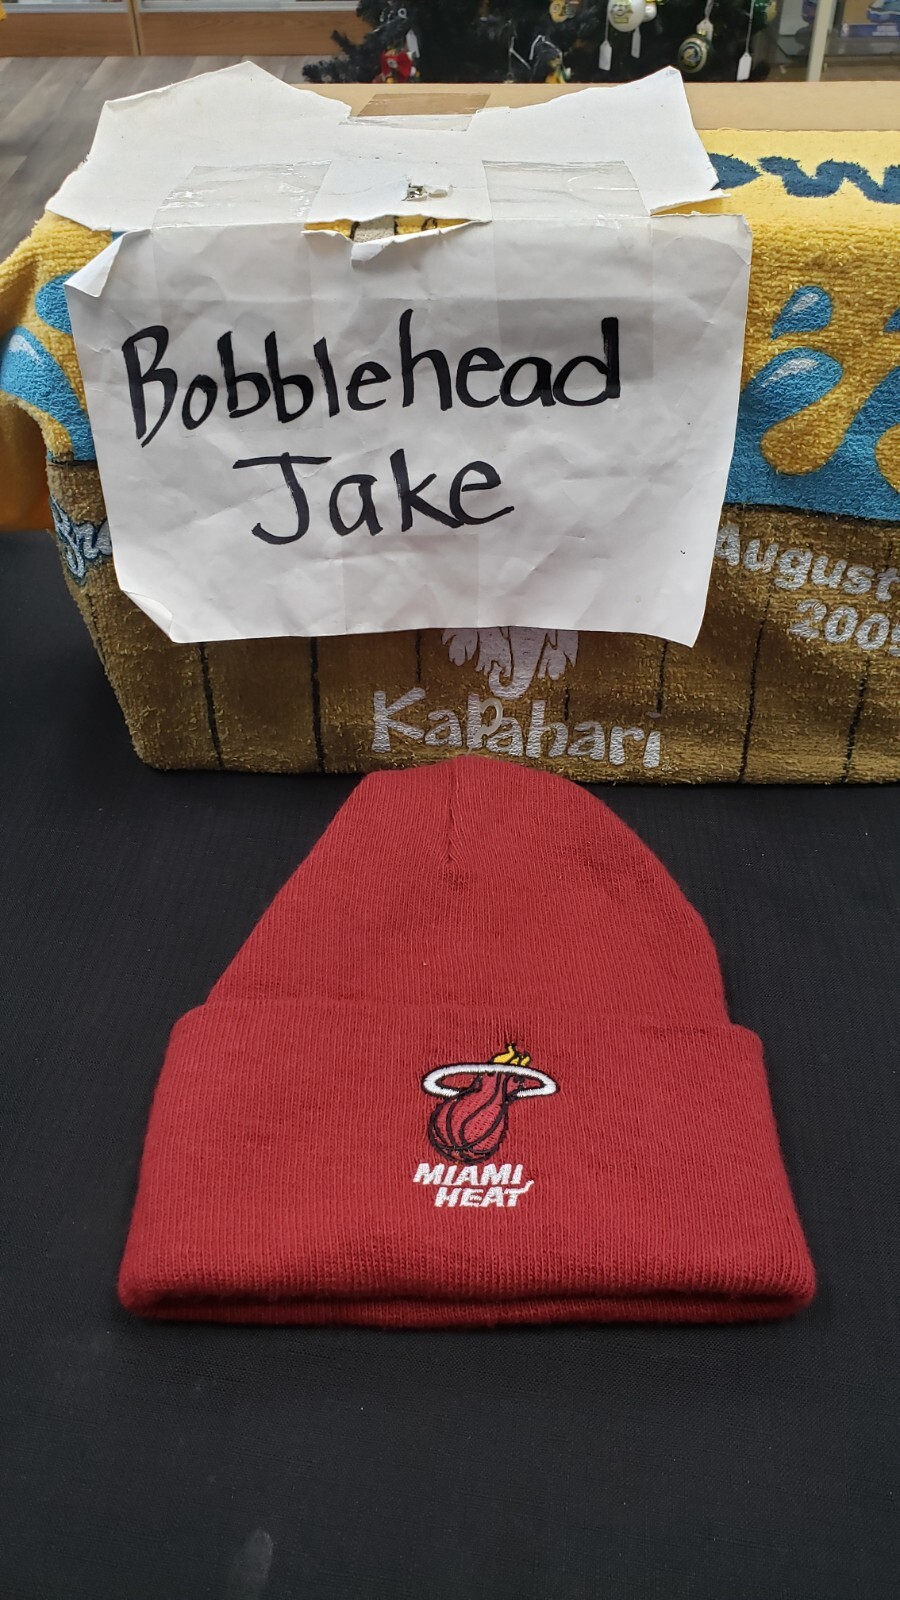 Bobblehead
Jake
August
Kalahari
MIAMI
HEAT